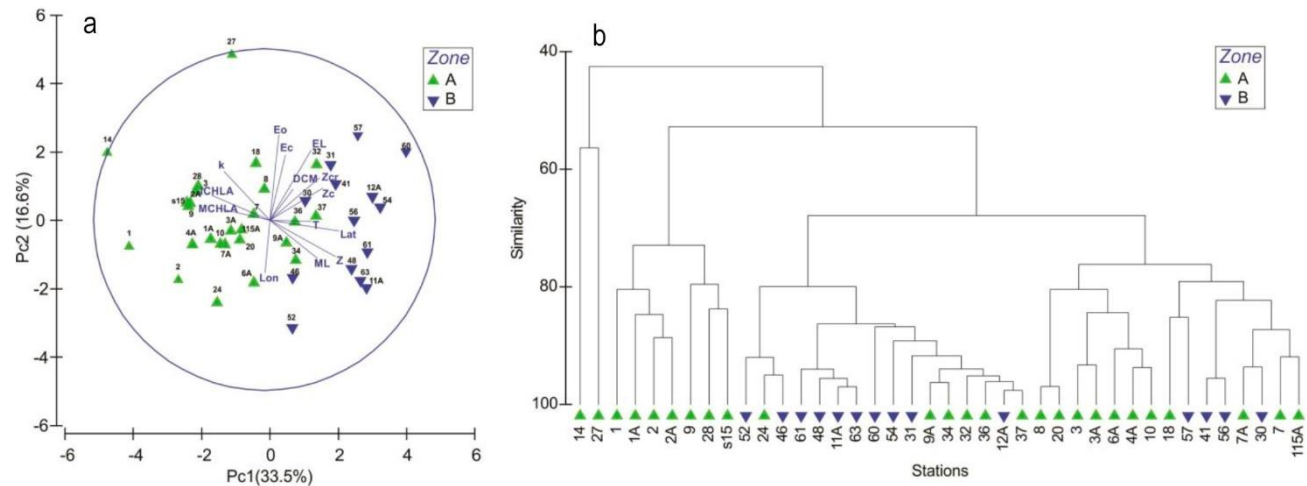 a
Pc2 (16.6%)
6
4
2
0
-2
-4
-6
-6
-4
-2
0
2
4
6
Pc1(33.5%)
Zone
A
B
27
14
57
60
Eo
Ec
EL
32
31
18
k
28
3
2A
8
DCM
Zcr
41
30
Zc
12A
54
s15
9
MCHLA
7
36
37
T
56
Lat
1
4A
1A
10
3A
115A
7A
20
9A
34
61
48
Z
ML
2
6A
Lon
46
63
11A
24
52
b
Similarity
40
60
80
100
Zone
A
B
14 27 1 1A 2 2A 9 28 s15 52 24 46 61 48 11A 63 60 54 31 9A 34 32 36 12A 37 8 20 3 3A 6A 4A 10 18 57 41 56 7A 30 7 115A
Stations